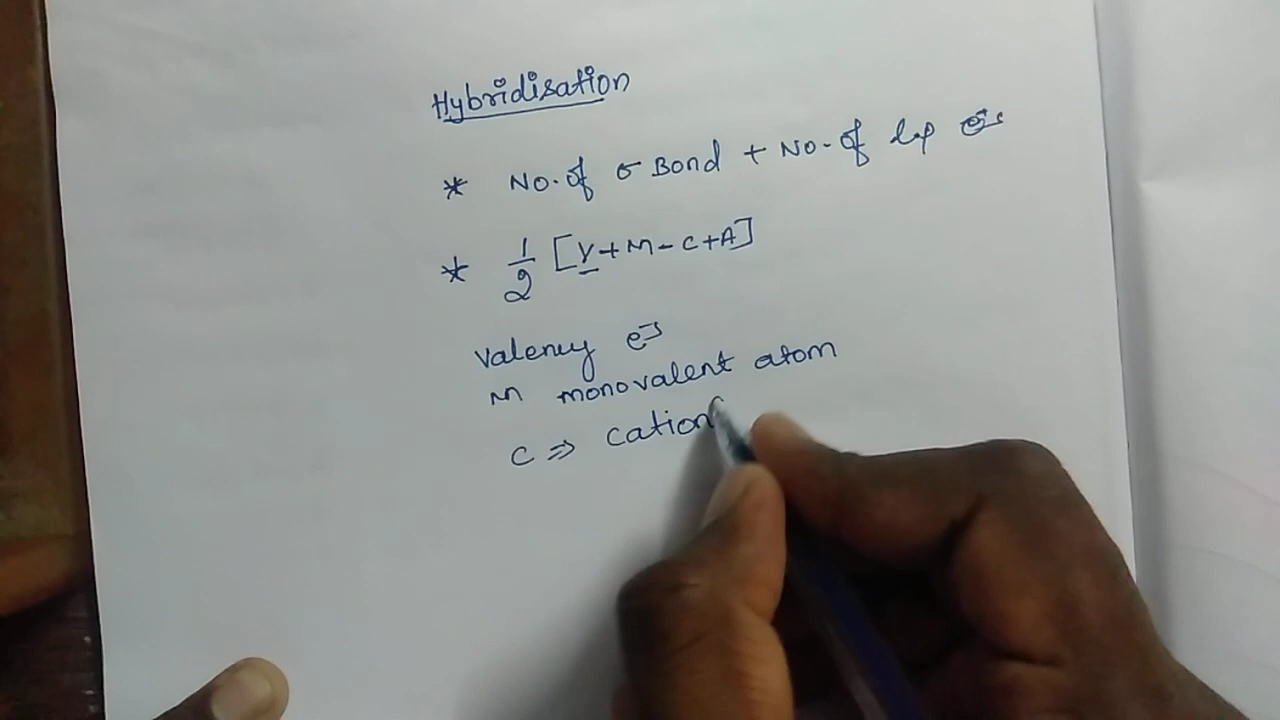 Hybridisation
* No. of σ Bond + No. of lp e⁻s
* 1/2 [V + M - C + A]
Valency e⁻s
m monovalent atom
C ⇒ cation